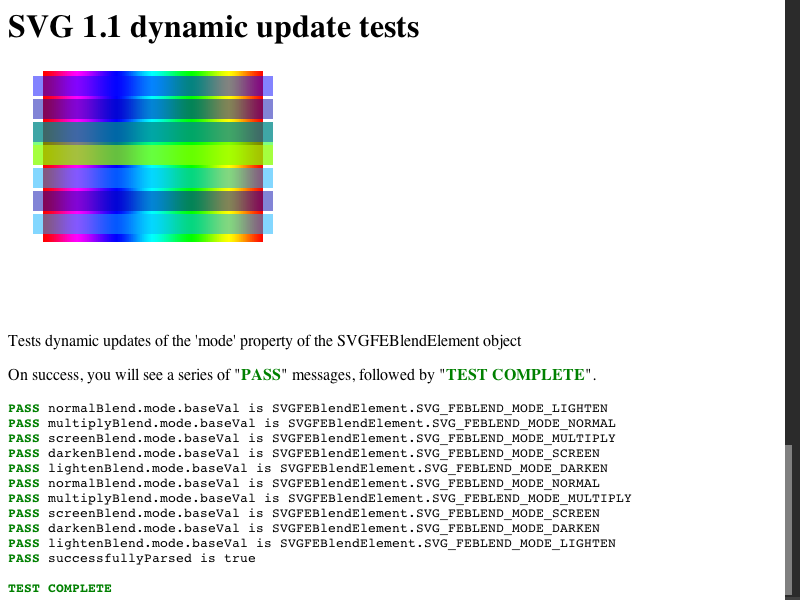 SVG 1.1 dynamic update tests
Tests dynamic updates of the 'mode' property of the SVGFEBlendElement object
On success, you will see a series of "PASS" messages, followed by "TEST COMPLETE".
PASS normalBlend.mode.baseVal is SVGFEBlendElement.SVG_FEBLEND_MODE_LIGHTEN
PASS multiplyBlend.mode.baseVal is SVGFEBlendElement.SVG_FEBLEND_MODE_NORMAL
PASS screenBlend.mode.baseVal is SVGFEBlendElement.SVG_FEBLEND_MODE_MULTIPLY
PASS darkenBlend.mode.baseVal is SVGFEBlendElement.SVG_FEBLEND_MODE_SCREEN
PASS lightenBlend.mode.baseVal is SVGFEBlendElement.SVG_FEBLEND_MODE_DARKEN
PASS normalBlend.mode.baseVal is SVGFEBlendElement.SVG_FEBLEND_MODE_NORMAL
PASS multiplyBlend.mode.baseVal is SVGFEBlendElement.SVG_FEBLEND_MODE_MULTIPLY
PASS screenBlend.mode.baseVal is SVGFEBlendElement.SVG_FEBLEND_MODE_SCREEN
PASS darkenBlend.mode.baseVal is SVGFEBlendElement.SVG_FEBLEND_MODE_DARKEN
PASS lightenBlend.mode.baseVal is SVGFEBlendElement.SVG_FEBLEND_MODE_LIGHTEN
PASS successfullyParsed is true
TEST COMPLETE